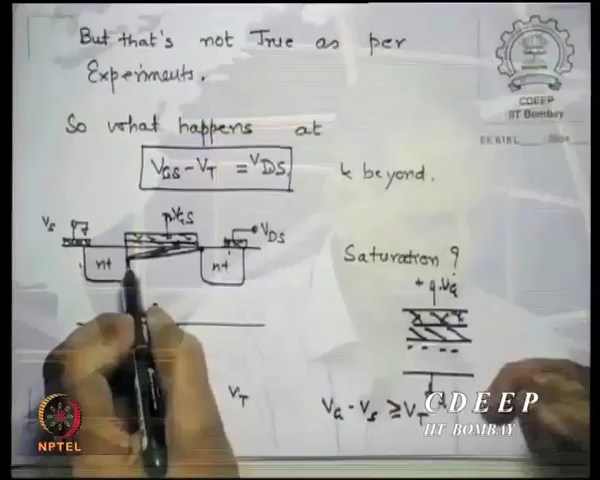 But that's not True as per
Experiments.
CDEEP
IIT Bombay
So what happens at
VGS - VT = VDS
& beyond.
VS
VGS
VDS
n+
n+
Saturation ?
VT
VG - VS ≥ VT
CDEEP
IIT BOMBAY
NPTEL